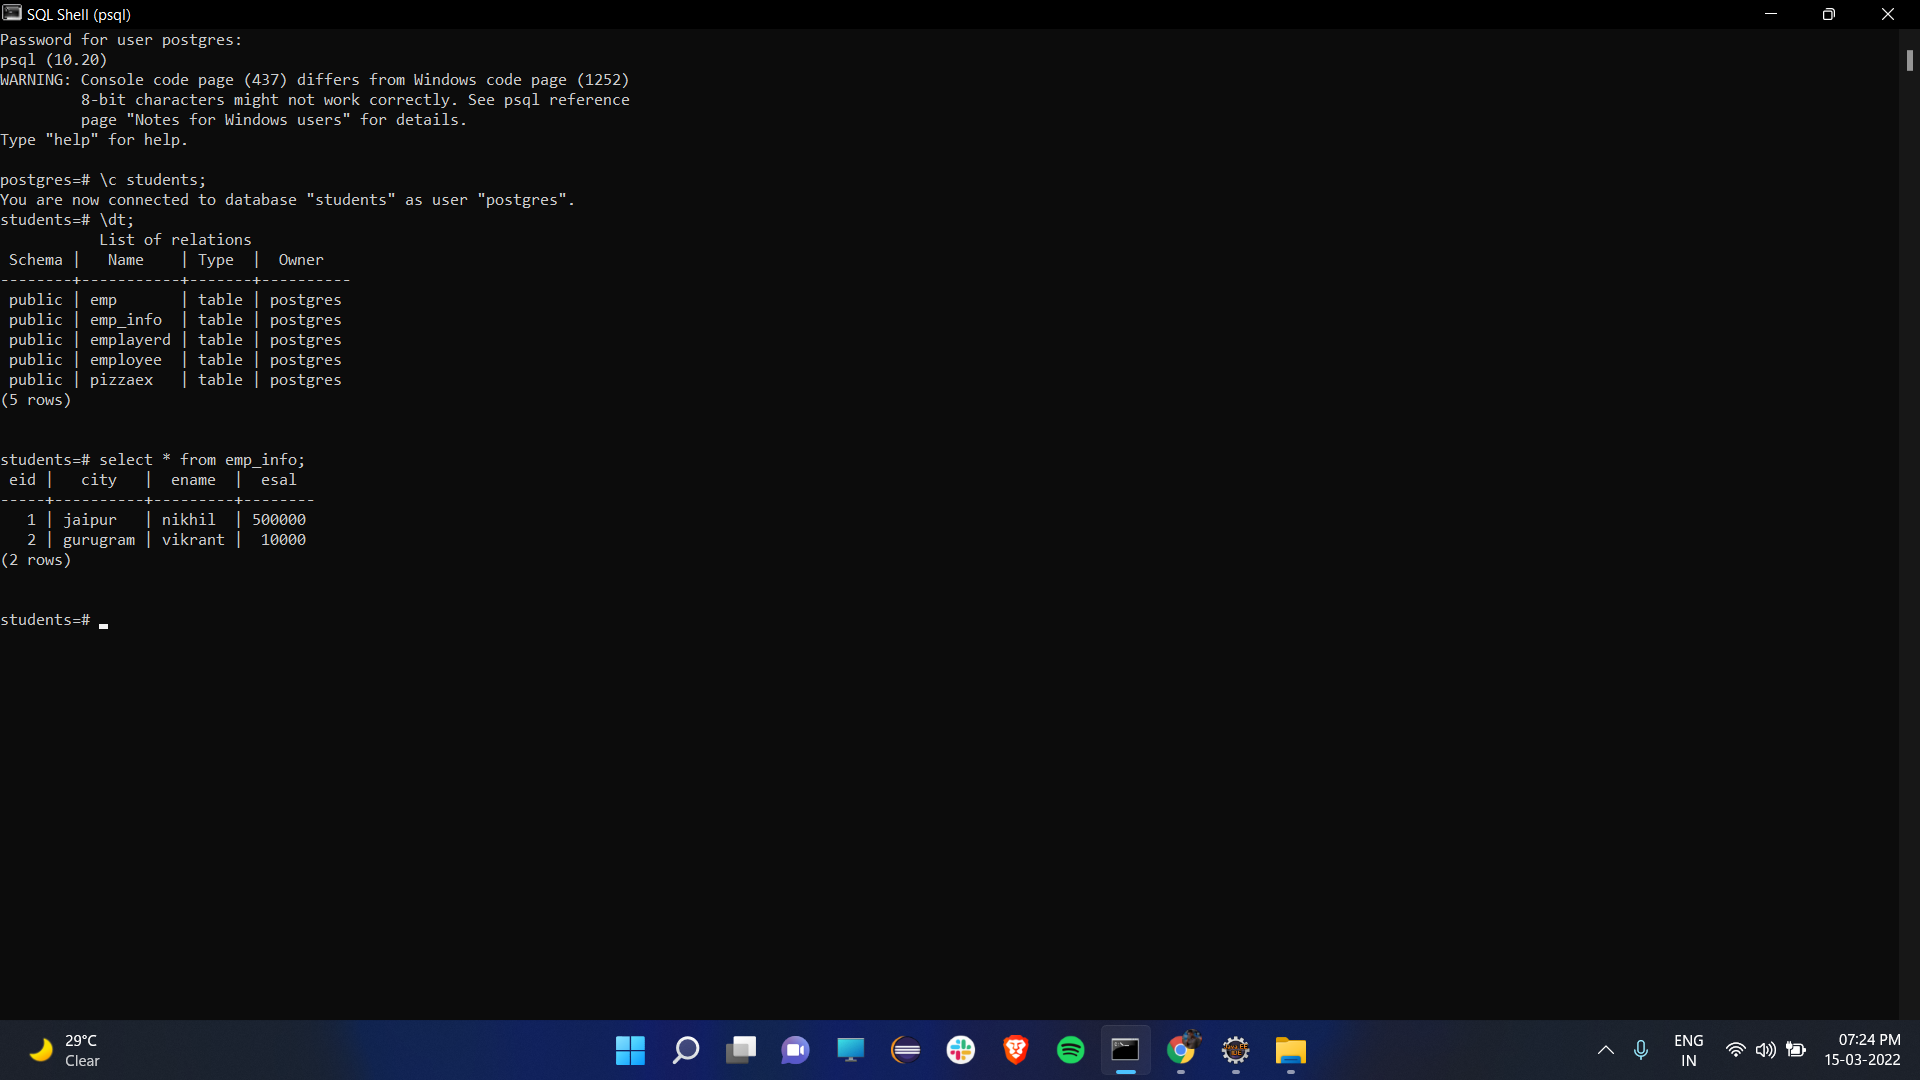 SQL Shell (psql)
Password for user postgres:
psql (10.20)
WARNING: Console code page (437) differs from Windows code page (1252)
         8-bit characters might not work correctly. See psql reference
         page "Notes for Windows users" for details.
Type "help" for help.
postgres=# \c students;
You are now connected to database "students" as user "postgres".
students=# \dt;
           List of relations
 Schema |   Name    | Type  |  Owner
--------+-----------+-------+----------
 public | emp       | table | postgres
 public | emp_info  | table | postgres
 public | emplayerd | table | postgres
 public | employee  | table | postgres
 public | pizzaex   | table | postgres
(5 rows)
students=# select * from emp_info;
 eid |   city   |  ename  |  esal
-----+----------+---------+--------
   1 | jaipur   | nikhil  | 500000
   2 | gurugram | vikrant |  10000
(2 rows)
students=#
29°C
Clear
ENG
IN
07:24 PM
15-03-2022